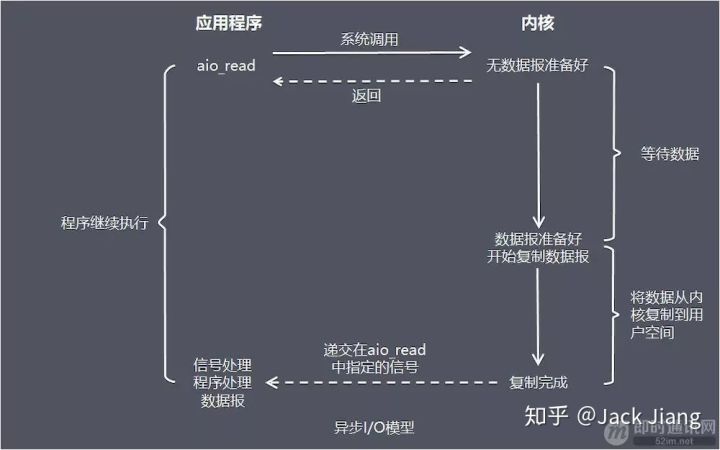 应用程序
内核
系统调用
aio_read
无数据报准备好
返回
等待数据
程序继续执行
数据报准备好
开始复制数据报
将数据从内
核复制到用
户空间
递交在aio_read
中指定的信号
信号处理
程序处理
数据报
复制完成
异步I/O模型
知乎 @Jack Jiang
即时通讯网
52im.net